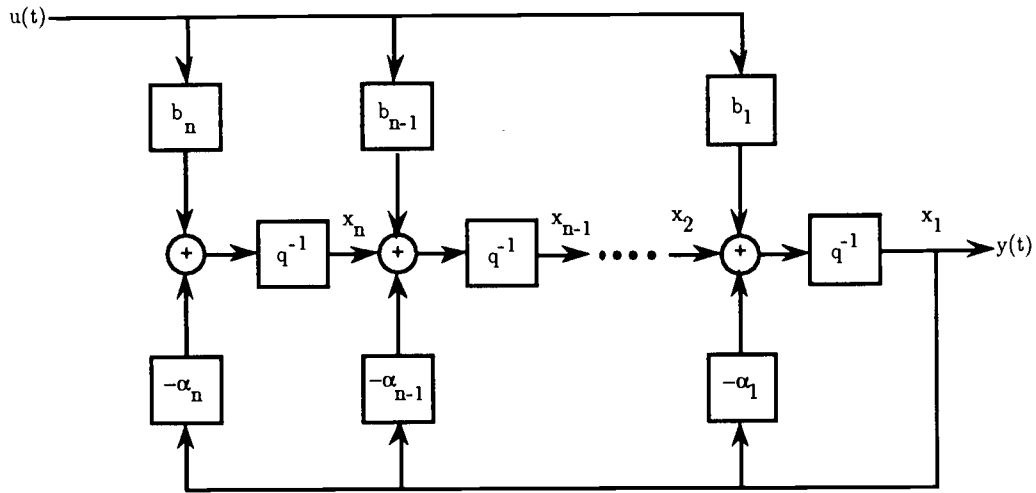 u(t)
b_n
b_{n-1}
b_1
+
q^{-1}
x_n
+
q^{-1}
x_{n-1}
x_2
+
q^{-1}
x_1
y(t)
−α_n
−α_{n-1}
−α_1